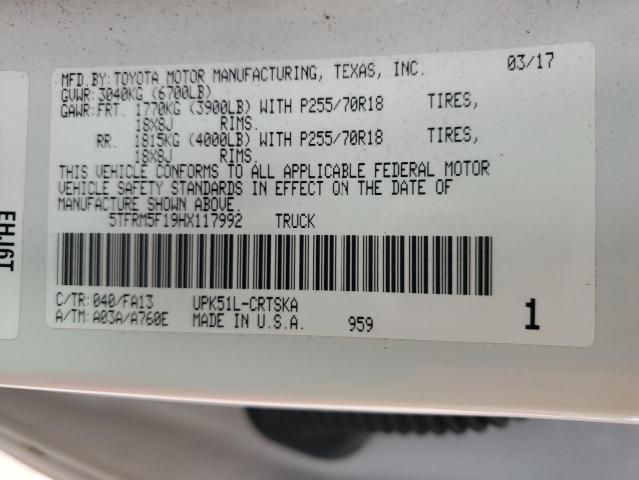 MFD.BY:TOYOTA MOTOR MANUFACTURING, TEXAS, INC. 03/17
GVWR:3040KG (6700LB)
GAWR:FRT. 1770KG (3900LB) WITH P255/70R18 TIRES,
18X8J RIMS.
RR. 1815KG (4000LB) WITH P255/70R18 TIRES,
18X8J RIMS.
THIS VEHICLE CONFORMS TO ALL APPLICABLE FEDERAL MOTOR
VEHICLE SAFETY STANDARDS IN EFFECT ON THE DATE OF
MANUFACTURE SHOWN ABOVE.
5TFRM5F19HX117992 TRUCK
C/TR:040/FA13 UPK51L-CRTSKA
A/TM:A03A/A760E MADE IN U.S.A. 959 1
EHJ6T